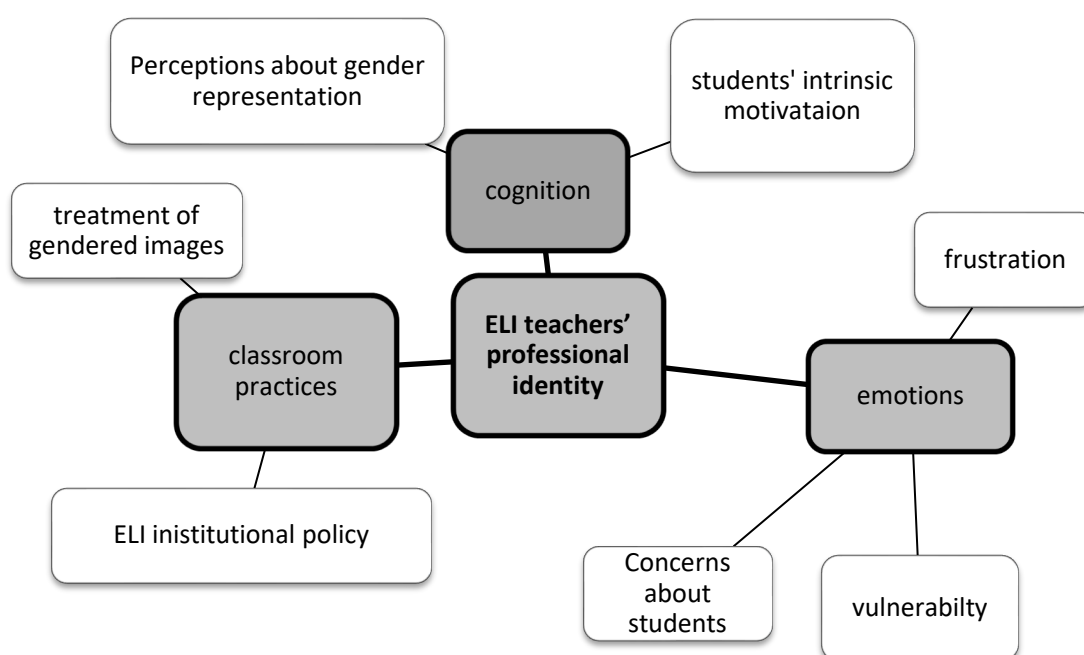 Perceptions about gender
representation
students' intrinsic
motivataion
cognition
treatment of
gendered images
frustration
ELI teachers’
professional
identity
classroom
practices
emotions
ELI inistitutional policy
Concerns
about
students
vulnerabilty